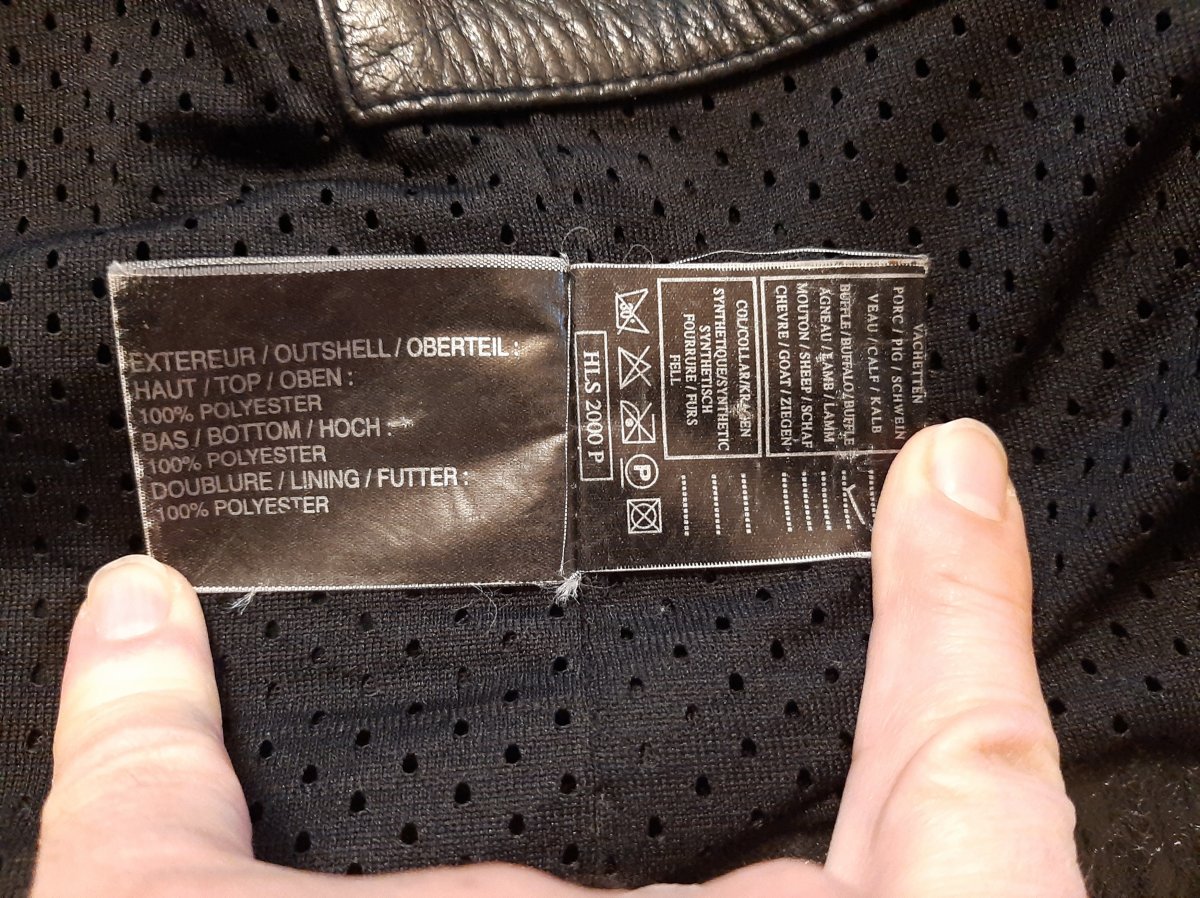 EXTEREUR / OUTSHELL / OBERTEIL :
HAUT / TOP / OBEN :
100% POLYESTER
BAS / BOTTOM / HOCH :
100% POLYESTER
DOUBLURE / LINING / FUTTER :
100% POLYESTER
VACHETTEN
PORC / PIG / SCHWEIN
VEAU / CALF / KALB
BUFFLE/BUFFALO/BUFFLE
AGNEAU / LAMB / LAMM
MOUTON / SHEEP / SCHAF
CHEVRE / GOAT / ZIEGEN
COL/COLLAR/
SYNTHETIQUE/SYNTHETIC
SYNTHETISCH
FOURRURE / FURS
FELL
30
P
HLS 2000 P